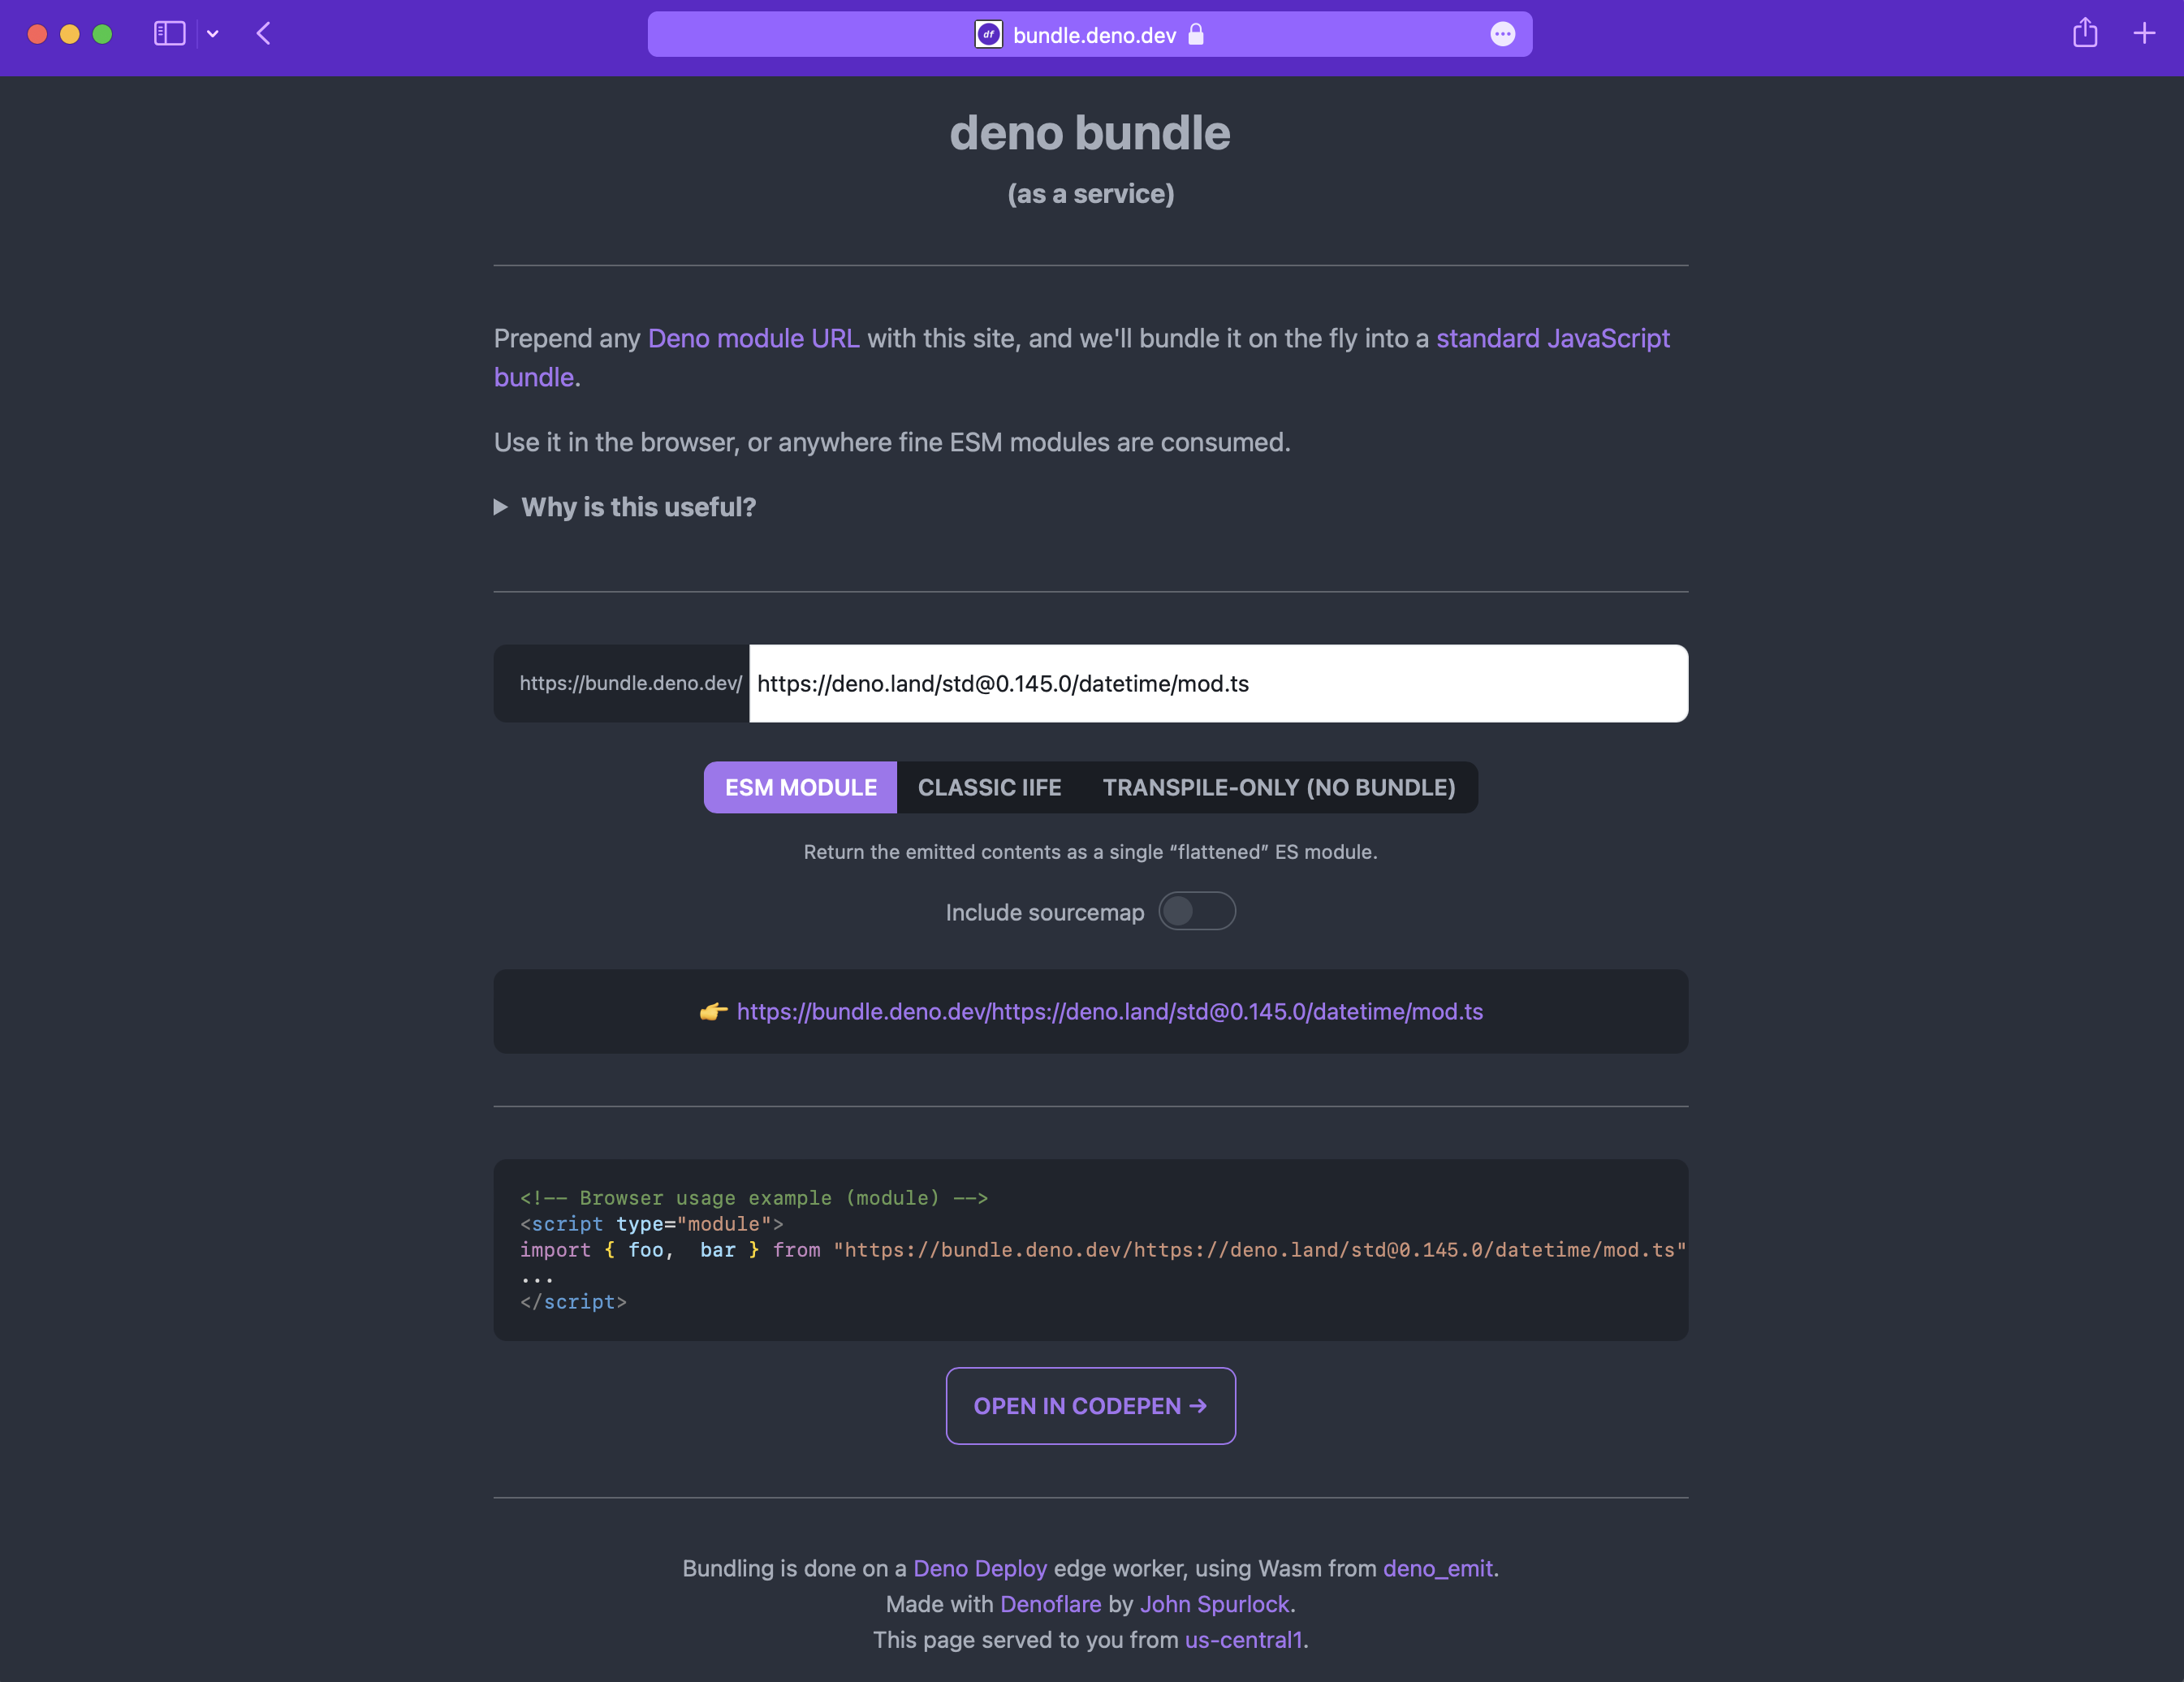 df bundle.deno.dev
deno bundle
(as a service)
Prepend any Deno module URL with this site, and we'll bundle it on the fly into a standard JavaScript
bundle.
Use it in the browser, or anywhere fine ESM modules are consumed.
▶ Why is this useful?
https://bundle.deno.dev/ https://deno.land/std@0.145.0/datetime/mod.ts
ESM MODULE CLASSIC IIFE TRANSPILE-ONLY (NO BUNDLE)
Return the emitted contents as a single “flattened” ES module.
Include sourcemap
👉 https://bundle.deno.dev/https://deno.land/std@0.145.0/datetime/mod.ts
<!-- Browser usage example (module) -->
<script type="module">
import { foo,  bar } from "https://bundle.deno.dev/https://deno.land/std@0.145.0/datetime/mod.ts"
...
</script>
OPEN IN CODEPEN →
Bundling is done on a Deno Deploy edge worker, using Wasm from deno_emit.
Made with Denoflare by John Spurlock.
This page served to you from us-central1.